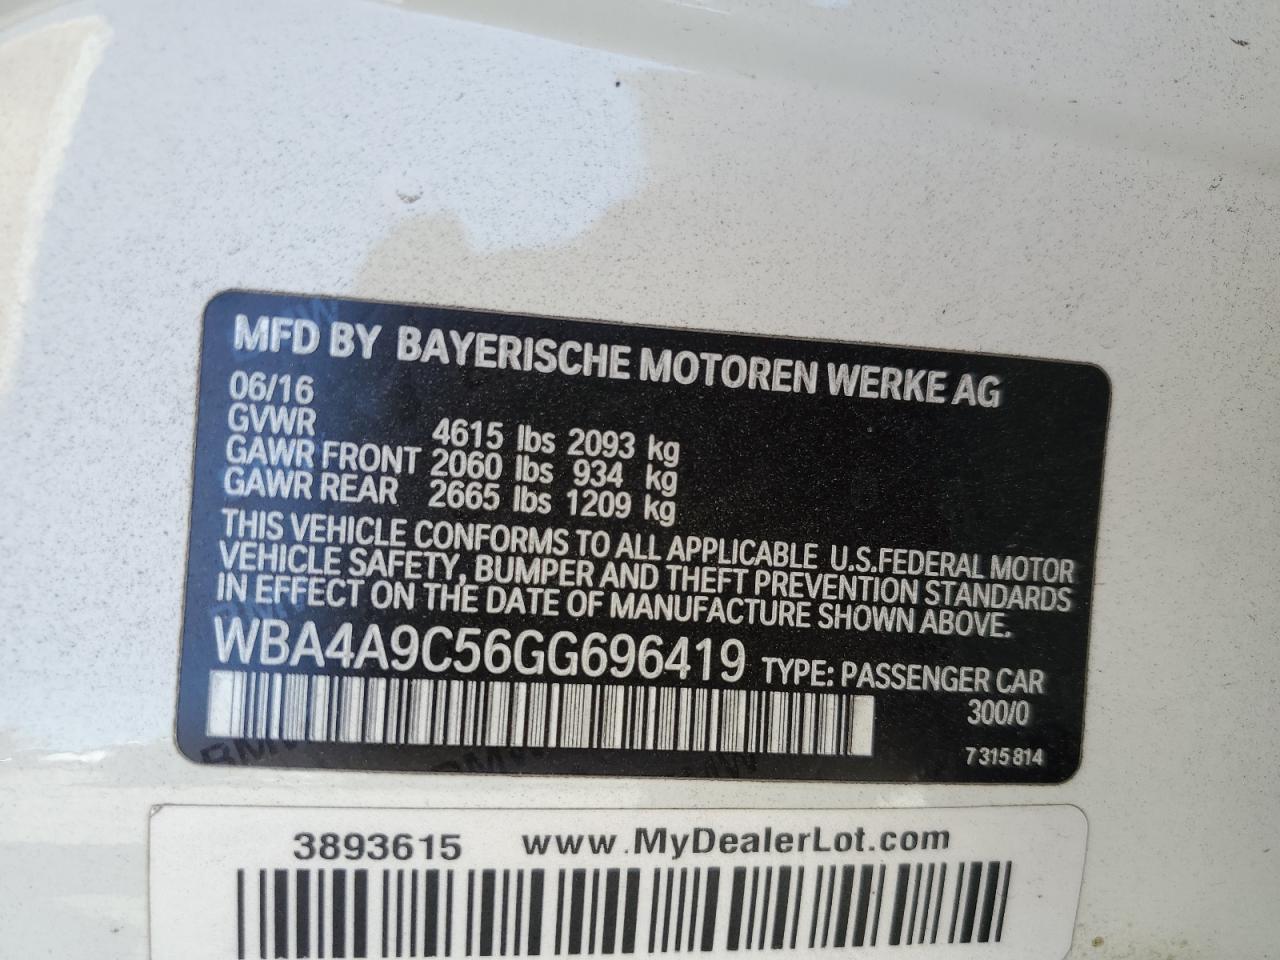 MFD BY BAYERISCHE MOTOREN WERKE AG
06/16
GVWR 4615 lbs 2093 kg
GAWR FRONT 2060 lbs 934 kg
GAWR REAR 2665 lbs 1209 kg
THIS VEHICLE CONFORMS TO ALL APPLICABLE U.S.FEDERAL MOTOR
VEHICLE SAFETY, BUMPER AND THEFT PREVENTION STANDARDS
IN EFFECT ON THE DATE OF MANUFACTURE SHOWN ABOVE.
WBA4A9C56GG696419 TYPE: PASSENGER CAR
300/0
7 315 814
BMW BMW BMW
3893615 www.MyDealerLot.com